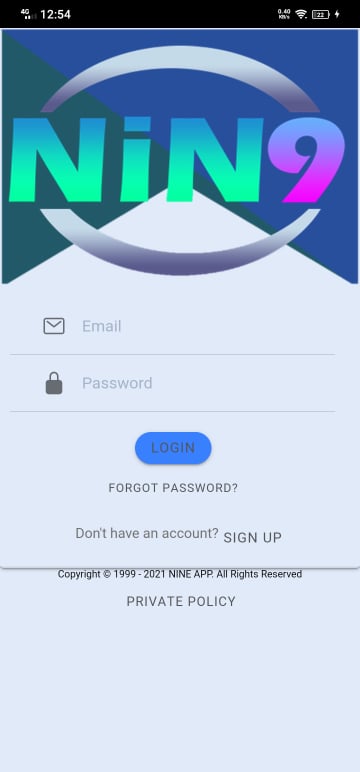 4G
12:54
0.40
KB/s
22
NiN9
Email
Password
LOGIN
FORGOT PASSWORD?
Don't have an account? SIGN UP
Copyright © 1999 - 2021 NINE APP. All Rights Reserved
PRIVATE POLICY